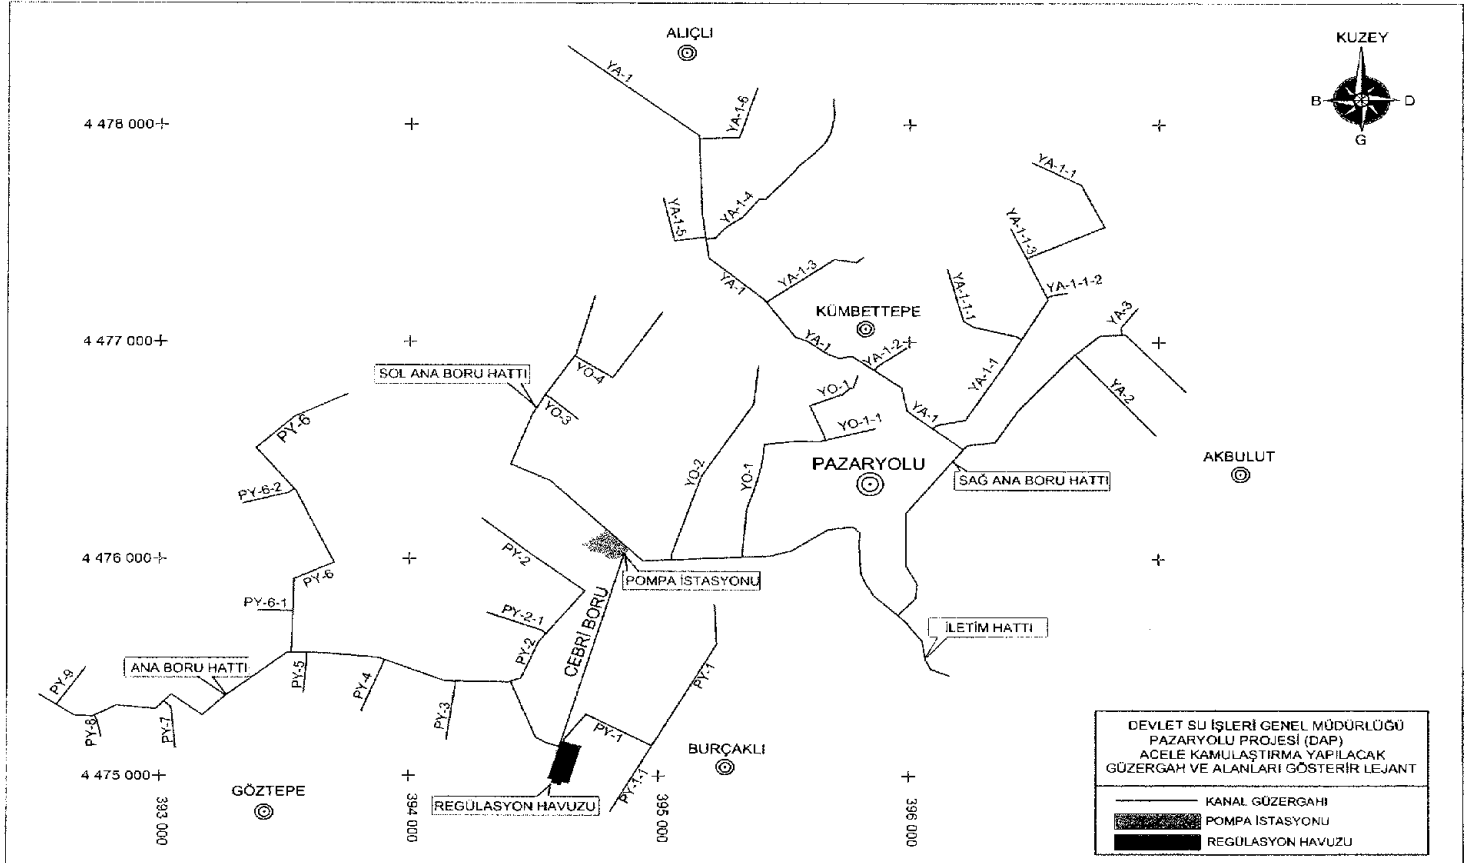 ALIÇLI
KUZEY
B
D
G
YA-1
YA-1-6
4 478 000
YA-1-1
YA-1-5
YA-1-4
YA-1-1-3
YA-1
YA-1-3
YA-1-1-1
YA-1-1-2
KÜMBETTEPE
YA-3
4 477 000
YA-1
YA-1-2
SOL ANA BORU HATTI
YO-4
YO-3
YO-1
YA-1-1
YA-2
YA-1
YO-1-1
PY-6
YO-2
YO-1
PAZARYOLU
AKBULUT
SAĞ ANA BORU HATTI
PY-6-2
4 476 000
PY-2
POMPA İSTASYONU
PY-6
PY-6-1
PY-2-1
CEBRİ BORU
İLETİM HATTI
PY-2
ANA BORU HATTI
PY-9
PY-5
PY-4
PY-1
PY-8
PY-7
PY-3
PY-1
BURÇAKLI
4 475 000
GÖZTEPE
REGÜLASYON HAVUZU
PY-1-1
393 000
394 000
395 000
396 000
DEVLET SU İŞLERİ GENEL MÜDÜRLÜĞÜ
PAZARYOLU PROJESİ (DAP)
ACELE KAMULAŞTIRMA YAPILACAK
GÜZERGAH VE ALANLARI GÖSTERİR LEJANT
KANAL GÜZERGAHI
POMPA İSTASYONU
REGÜLASYON HAVUZU